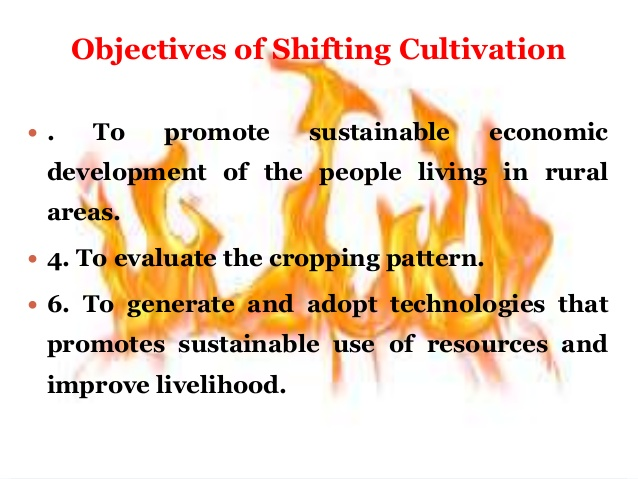 Objectives of Shifting Cultivation
• . To promote sustainable economic
development of the people living in rural
areas.
• 4. To evaluate the cropping pattern.
• 6. To generate and adopt technologies that
promotes sustainable use of resources and
improve livelihood.